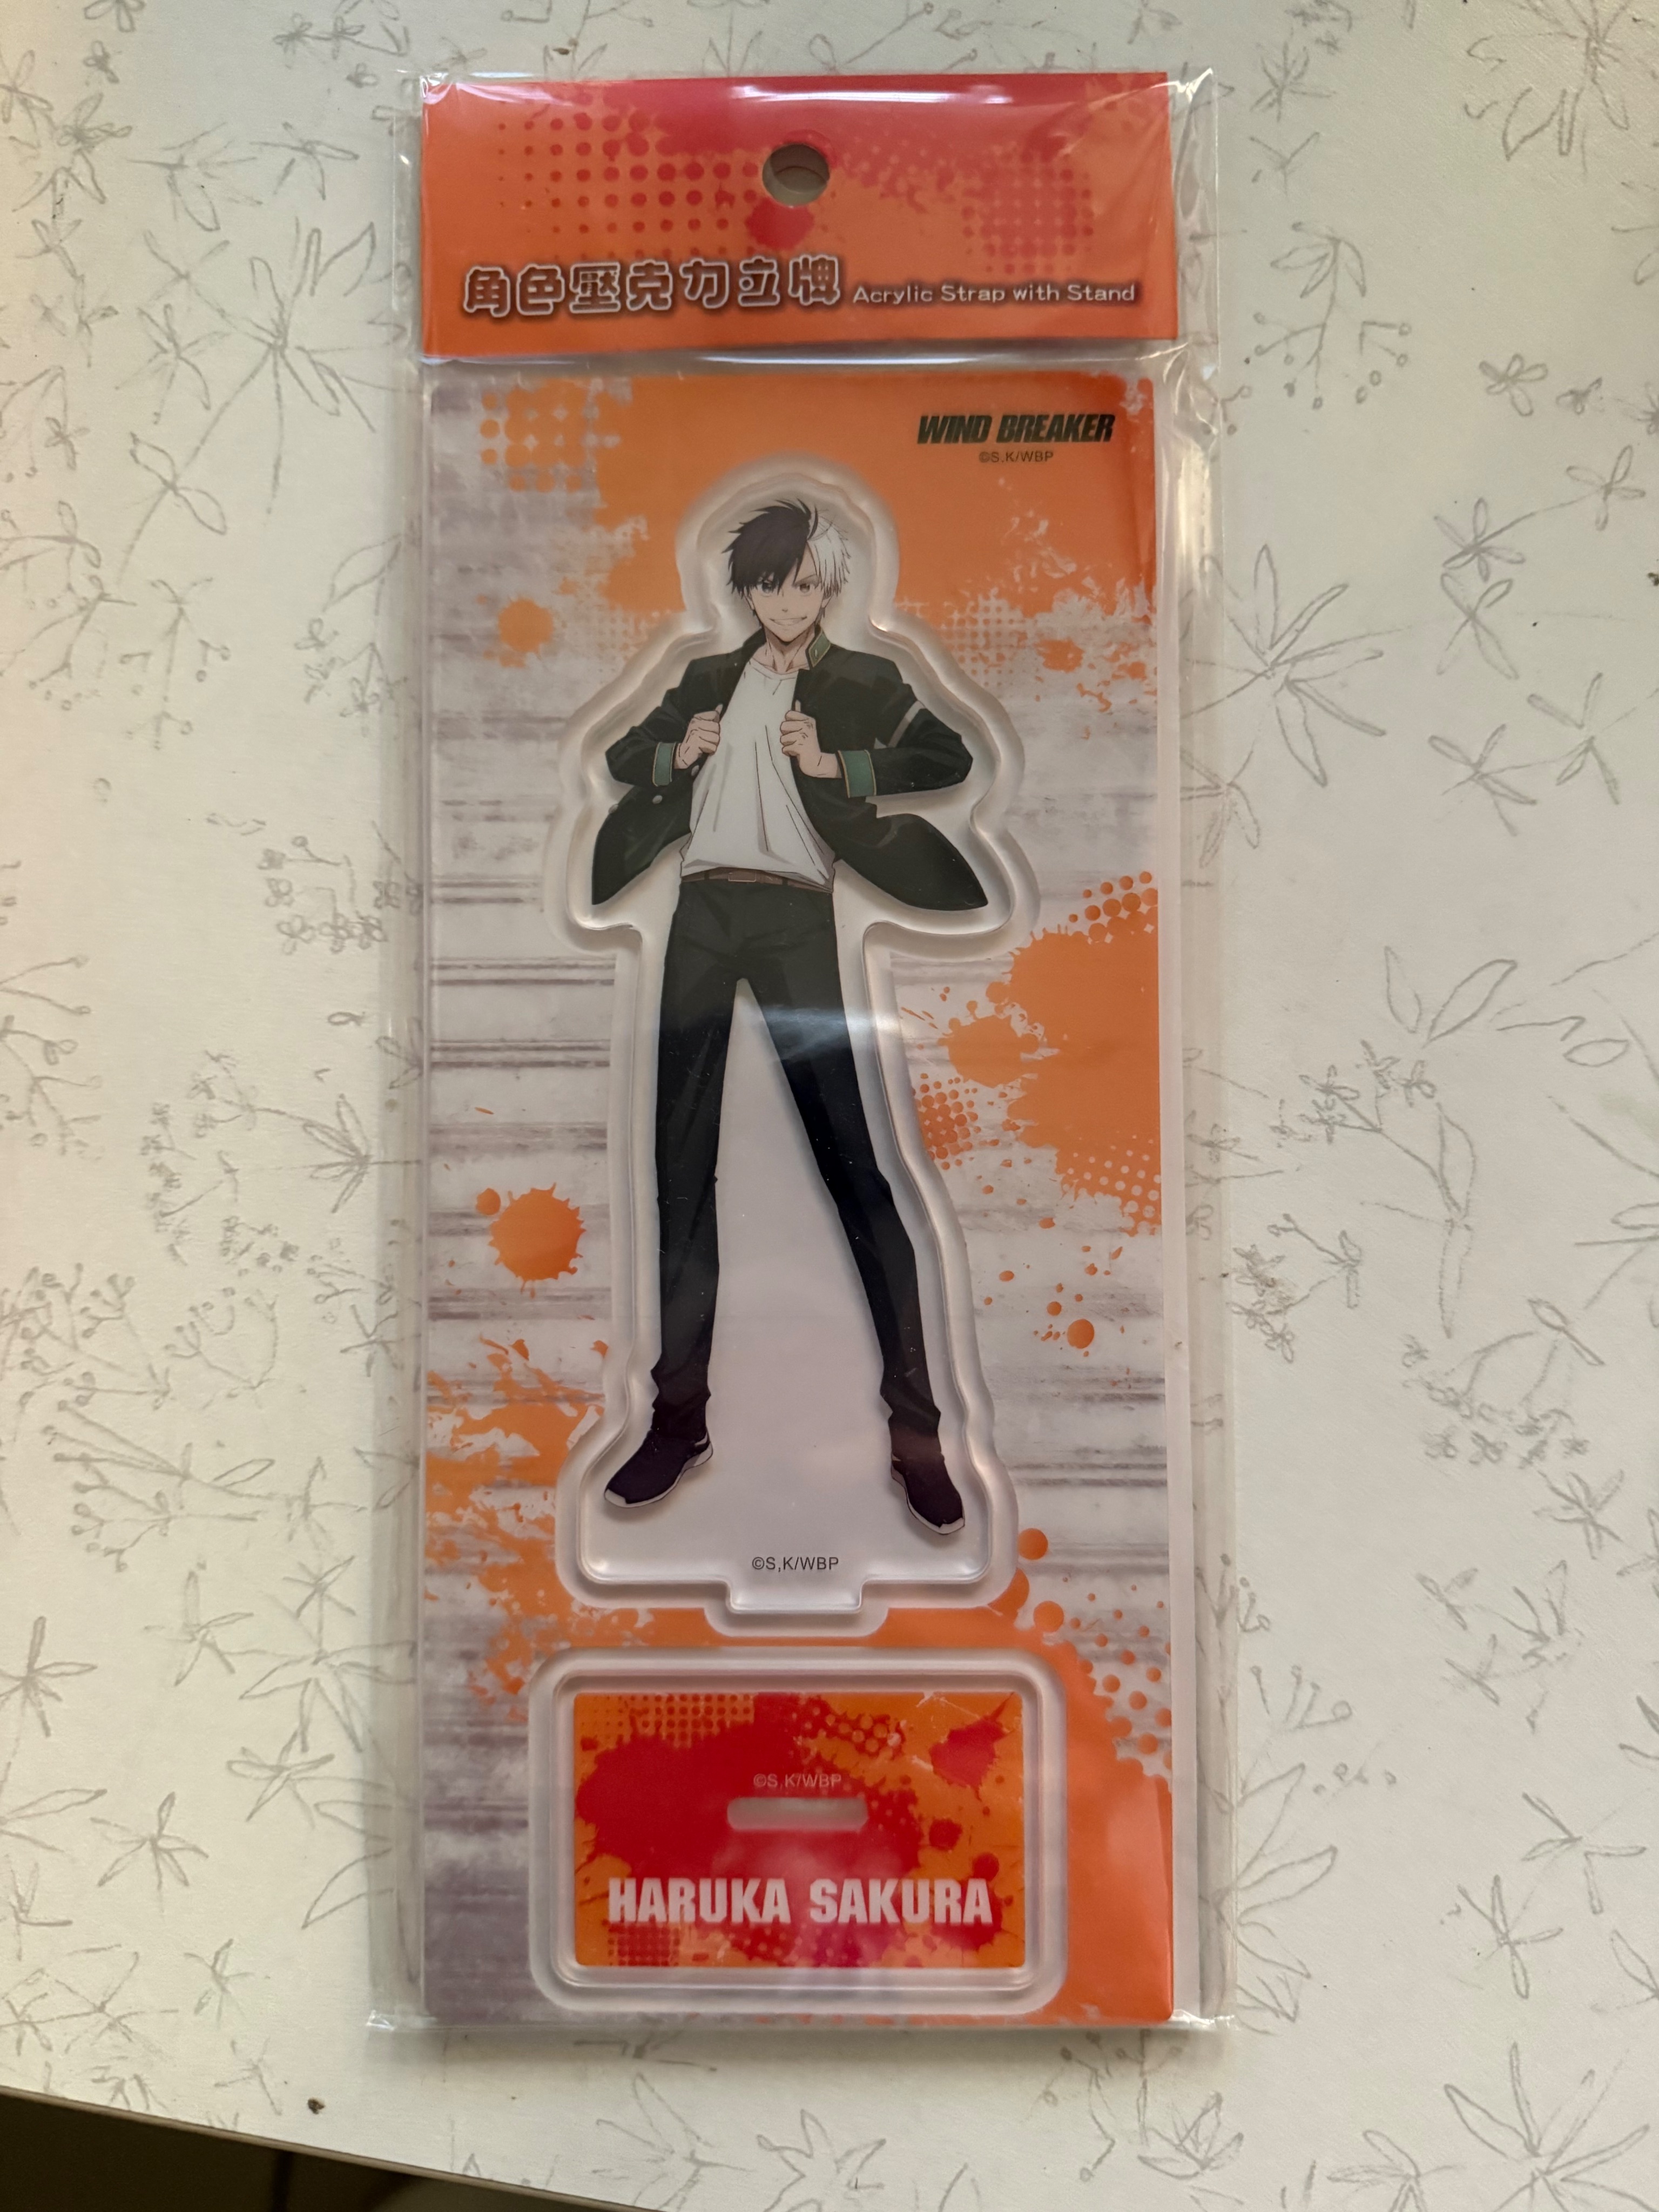 角色壓克力立牌 Acrylic Strap with Stand
WIND BREAKER
©S.K/WBP
©S,K/WBP
©S,K/WBP
HARUKA SAKURA